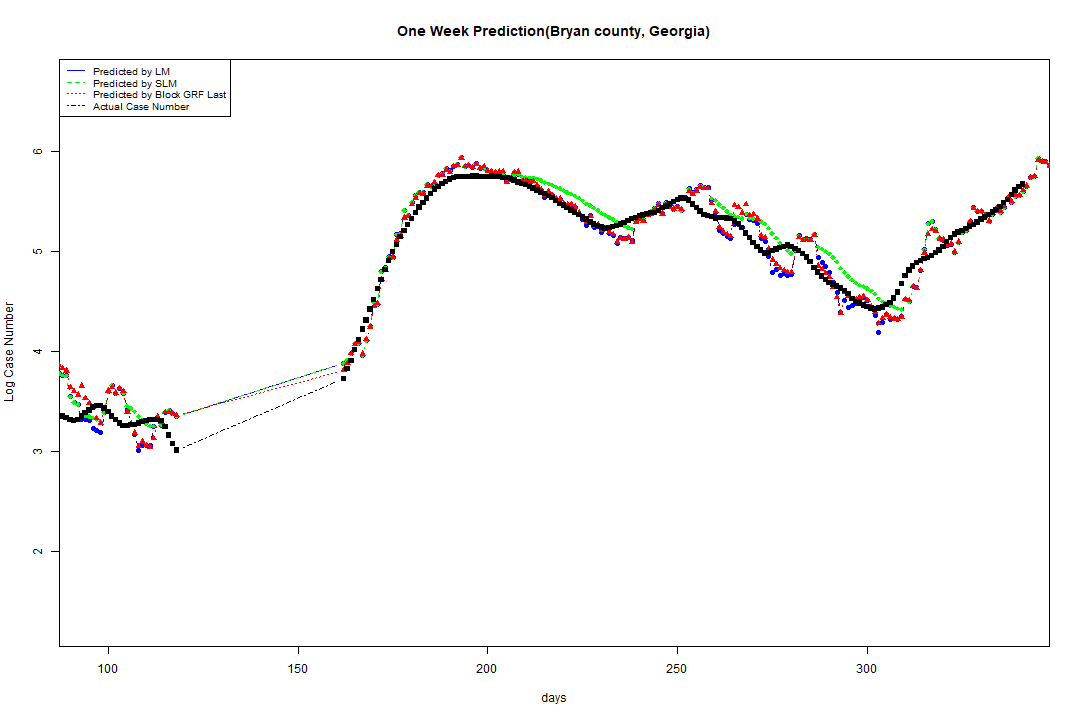 One Week Prediction(Bryan county, Georgia)
Predicted by LM
Predicted by SLM
Predicted by Block GRF Last
Actual Case Number
6
5
4
3
2
Log Case Number
100 150 200 250 300
days